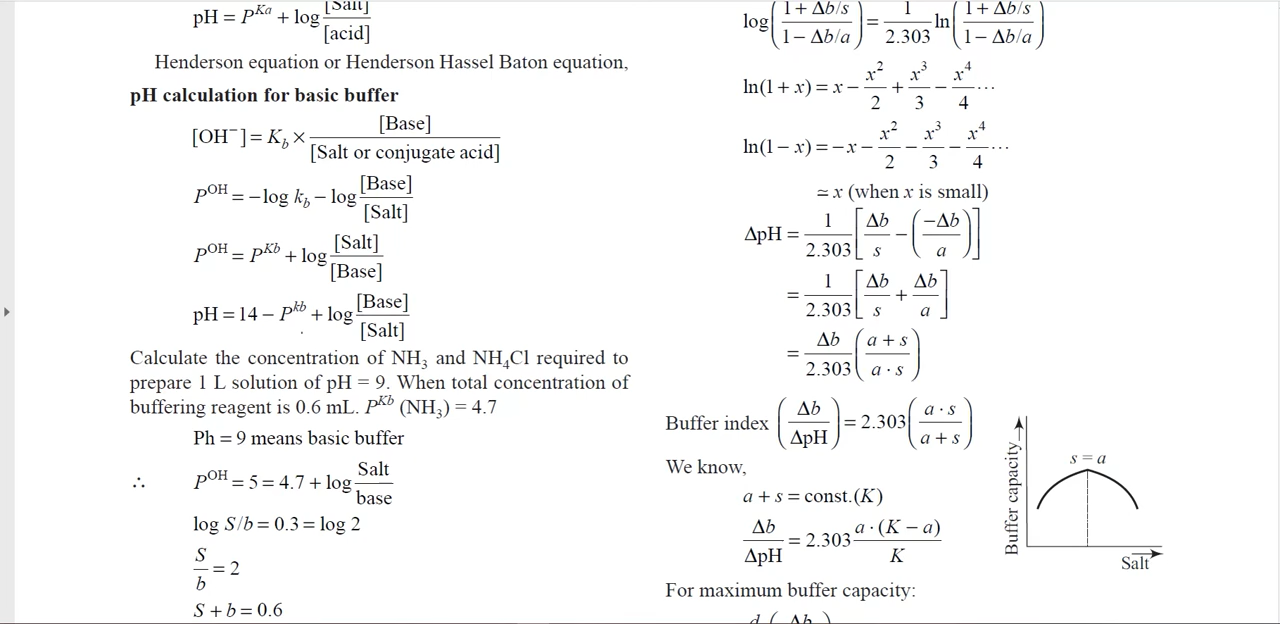 pH = P^Ka + log [Salt]/[acid]
Henderson equation or Henderson Hassel Baton equation,
pH calculation for basic buffer
[OH⁻] = K_b × [Base]/[Salt or conjugate acid]
P^OH = −log k_b − log [Base]/[Salt]
P^OH = P^Kb + log [Salt]/[Base]
pH = 14 − P^kb + log [Base]/[Salt]
Calculate the concentration of NH₃ and NH₄Cl required to
prepare 1 L solution of pH = 9. When total concentration of
buffering reagent is 0.6 mL. P^Kb (NH₃) = 4.7
Ph = 9 means basic buffer
∴ P^OH = 5 = 4.7 + log Salt/base
log S/b = 0.3 = log 2
S/b = 2
S + b = 0.6
log((1 + Δb/s)/(1 − Δb/a)) = 1/2.303 ln((1 + Δb/s)/(1 − Δb/a))
ln(1 + x) = x − x²/2 + x³/3 − x⁴/4 ⋯
ln(1 − x) = −x − x²/2 − x³/3 − x⁴/4 ⋯
≃ x (when x is small)
ΔpH = 1/2.303 [Δb/s − (−Δb/a)]
= 1/2.303 [Δb/s + Δb/a]
= Δb/2.303 ((a + s)/(a · s))
Buffer index (Δb/ΔpH) = 2.303 ((a · s)/(a + s))
We know,
a + s = const.(K)
Δb/ΔpH = 2.303 a · (K − a)/K
For maximum buffer capacity:
Buffer capacity
s = a
Salt